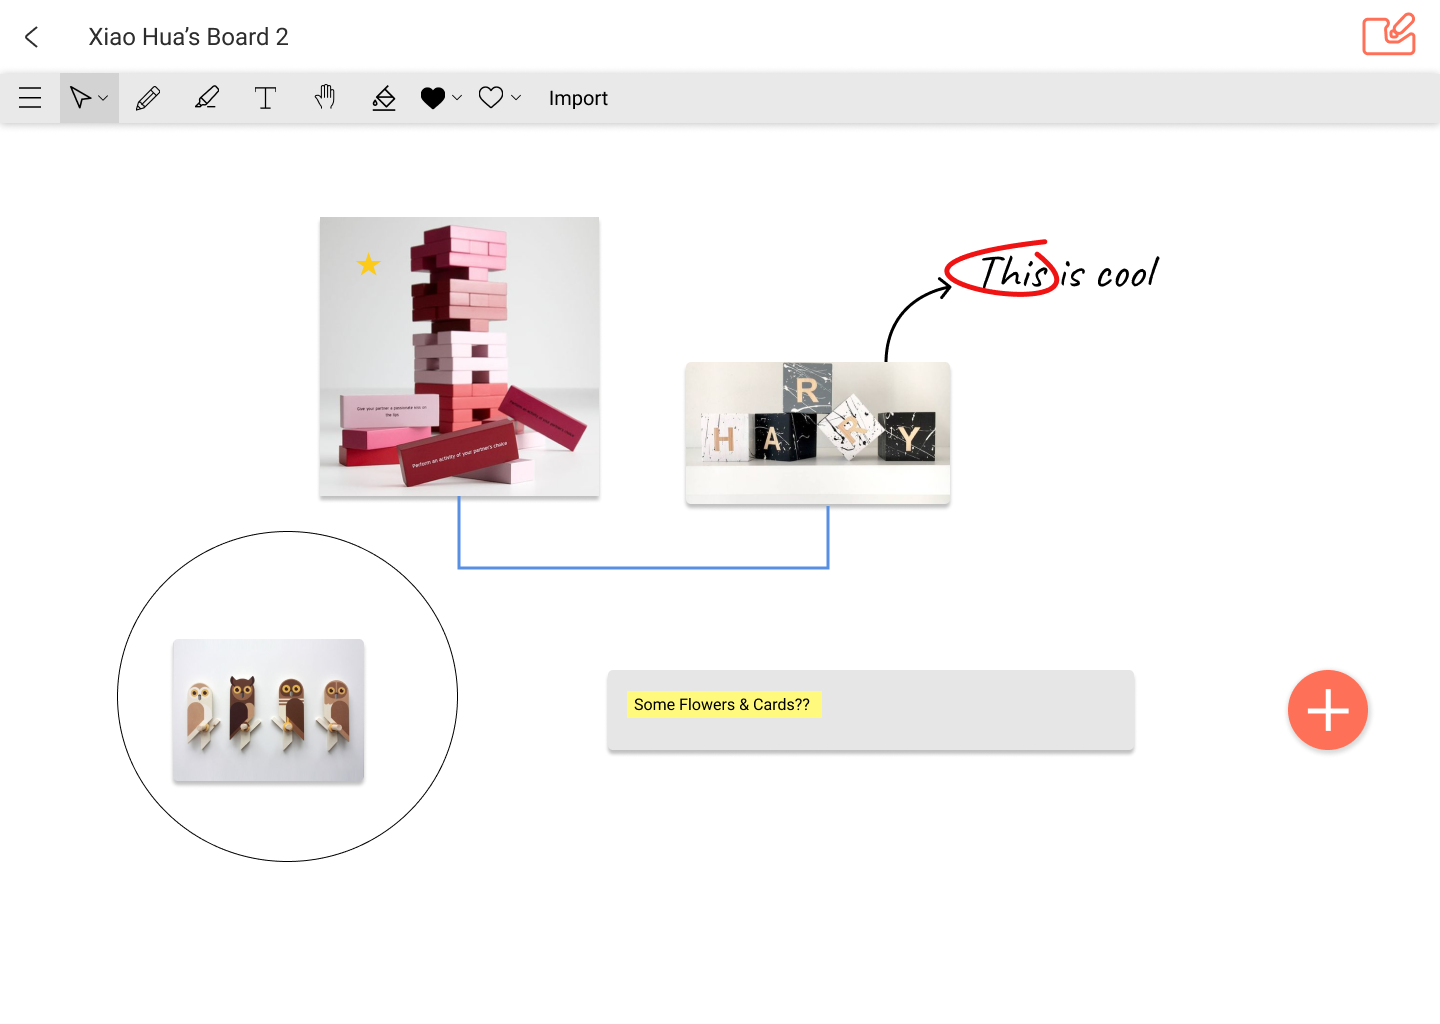 Xiao Hua’s Board 2
Import
This is cool
Give your partner a passionate kiss on
the lips
Perform an activity of your partner's choice
R
H A R Y
Some Flowers & Cards??